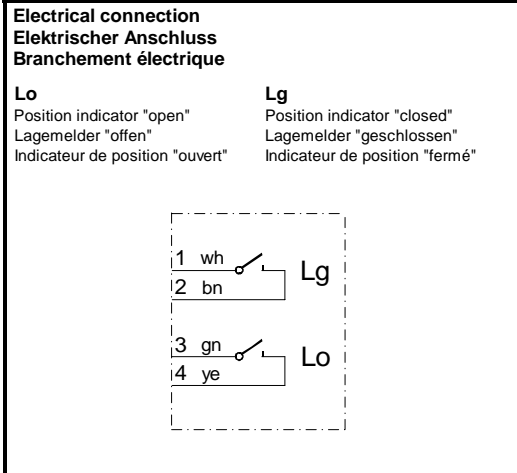 Electrical connection
Elektrischer Anschluss
Branchement électrique
Lo
Position indicator "open"
Lagemelder "offen"
Indicateur de position "ouvert"
Lg
Position indicator "closed"
Lagemelder "geschlossen"
Indicateur de position "fermé"
1 wh
2 bn
Lg
3 gn
4 ye
Lo